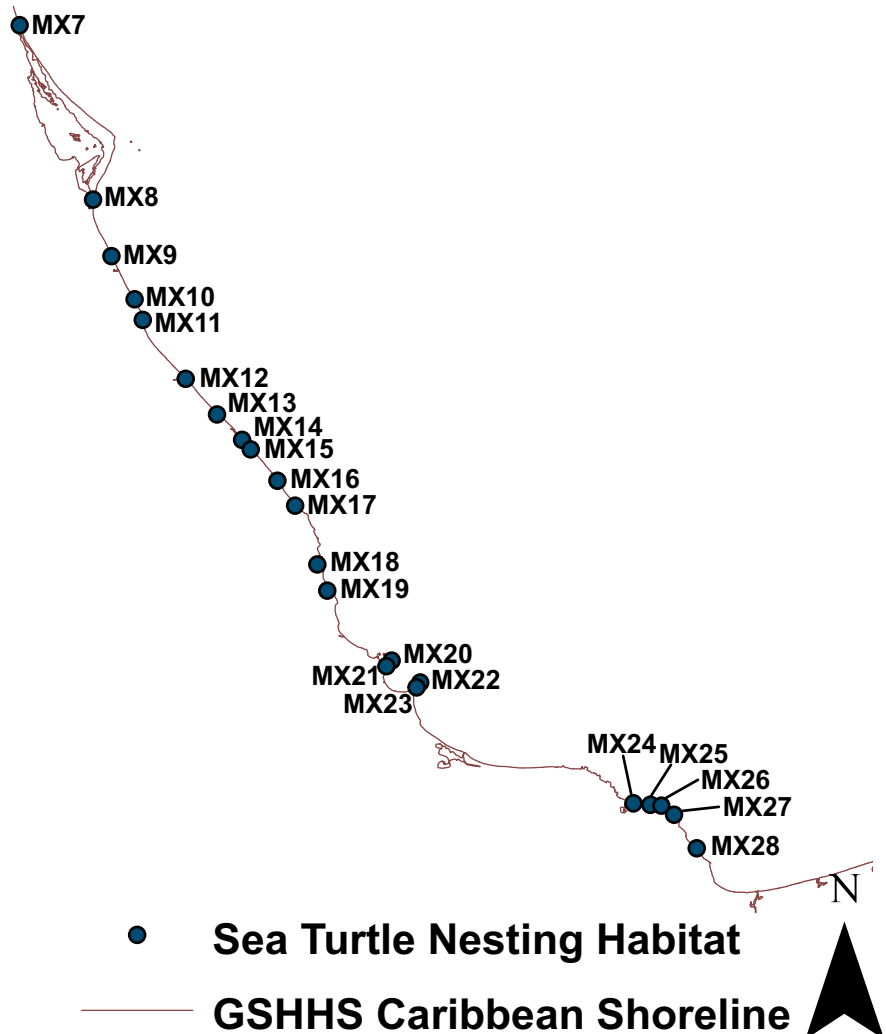 MX7
MX8
MX9
MX10
MX11
MX12
MX13
MX14
MX15
MX16
MX17
MX18
MX19
MX20
MX21
MX22
MX23
MX24
MX25
MX26
MX27
MX28
N
Sea Turtle Nesting Habitat
GSHHS Caribbean Shoreline